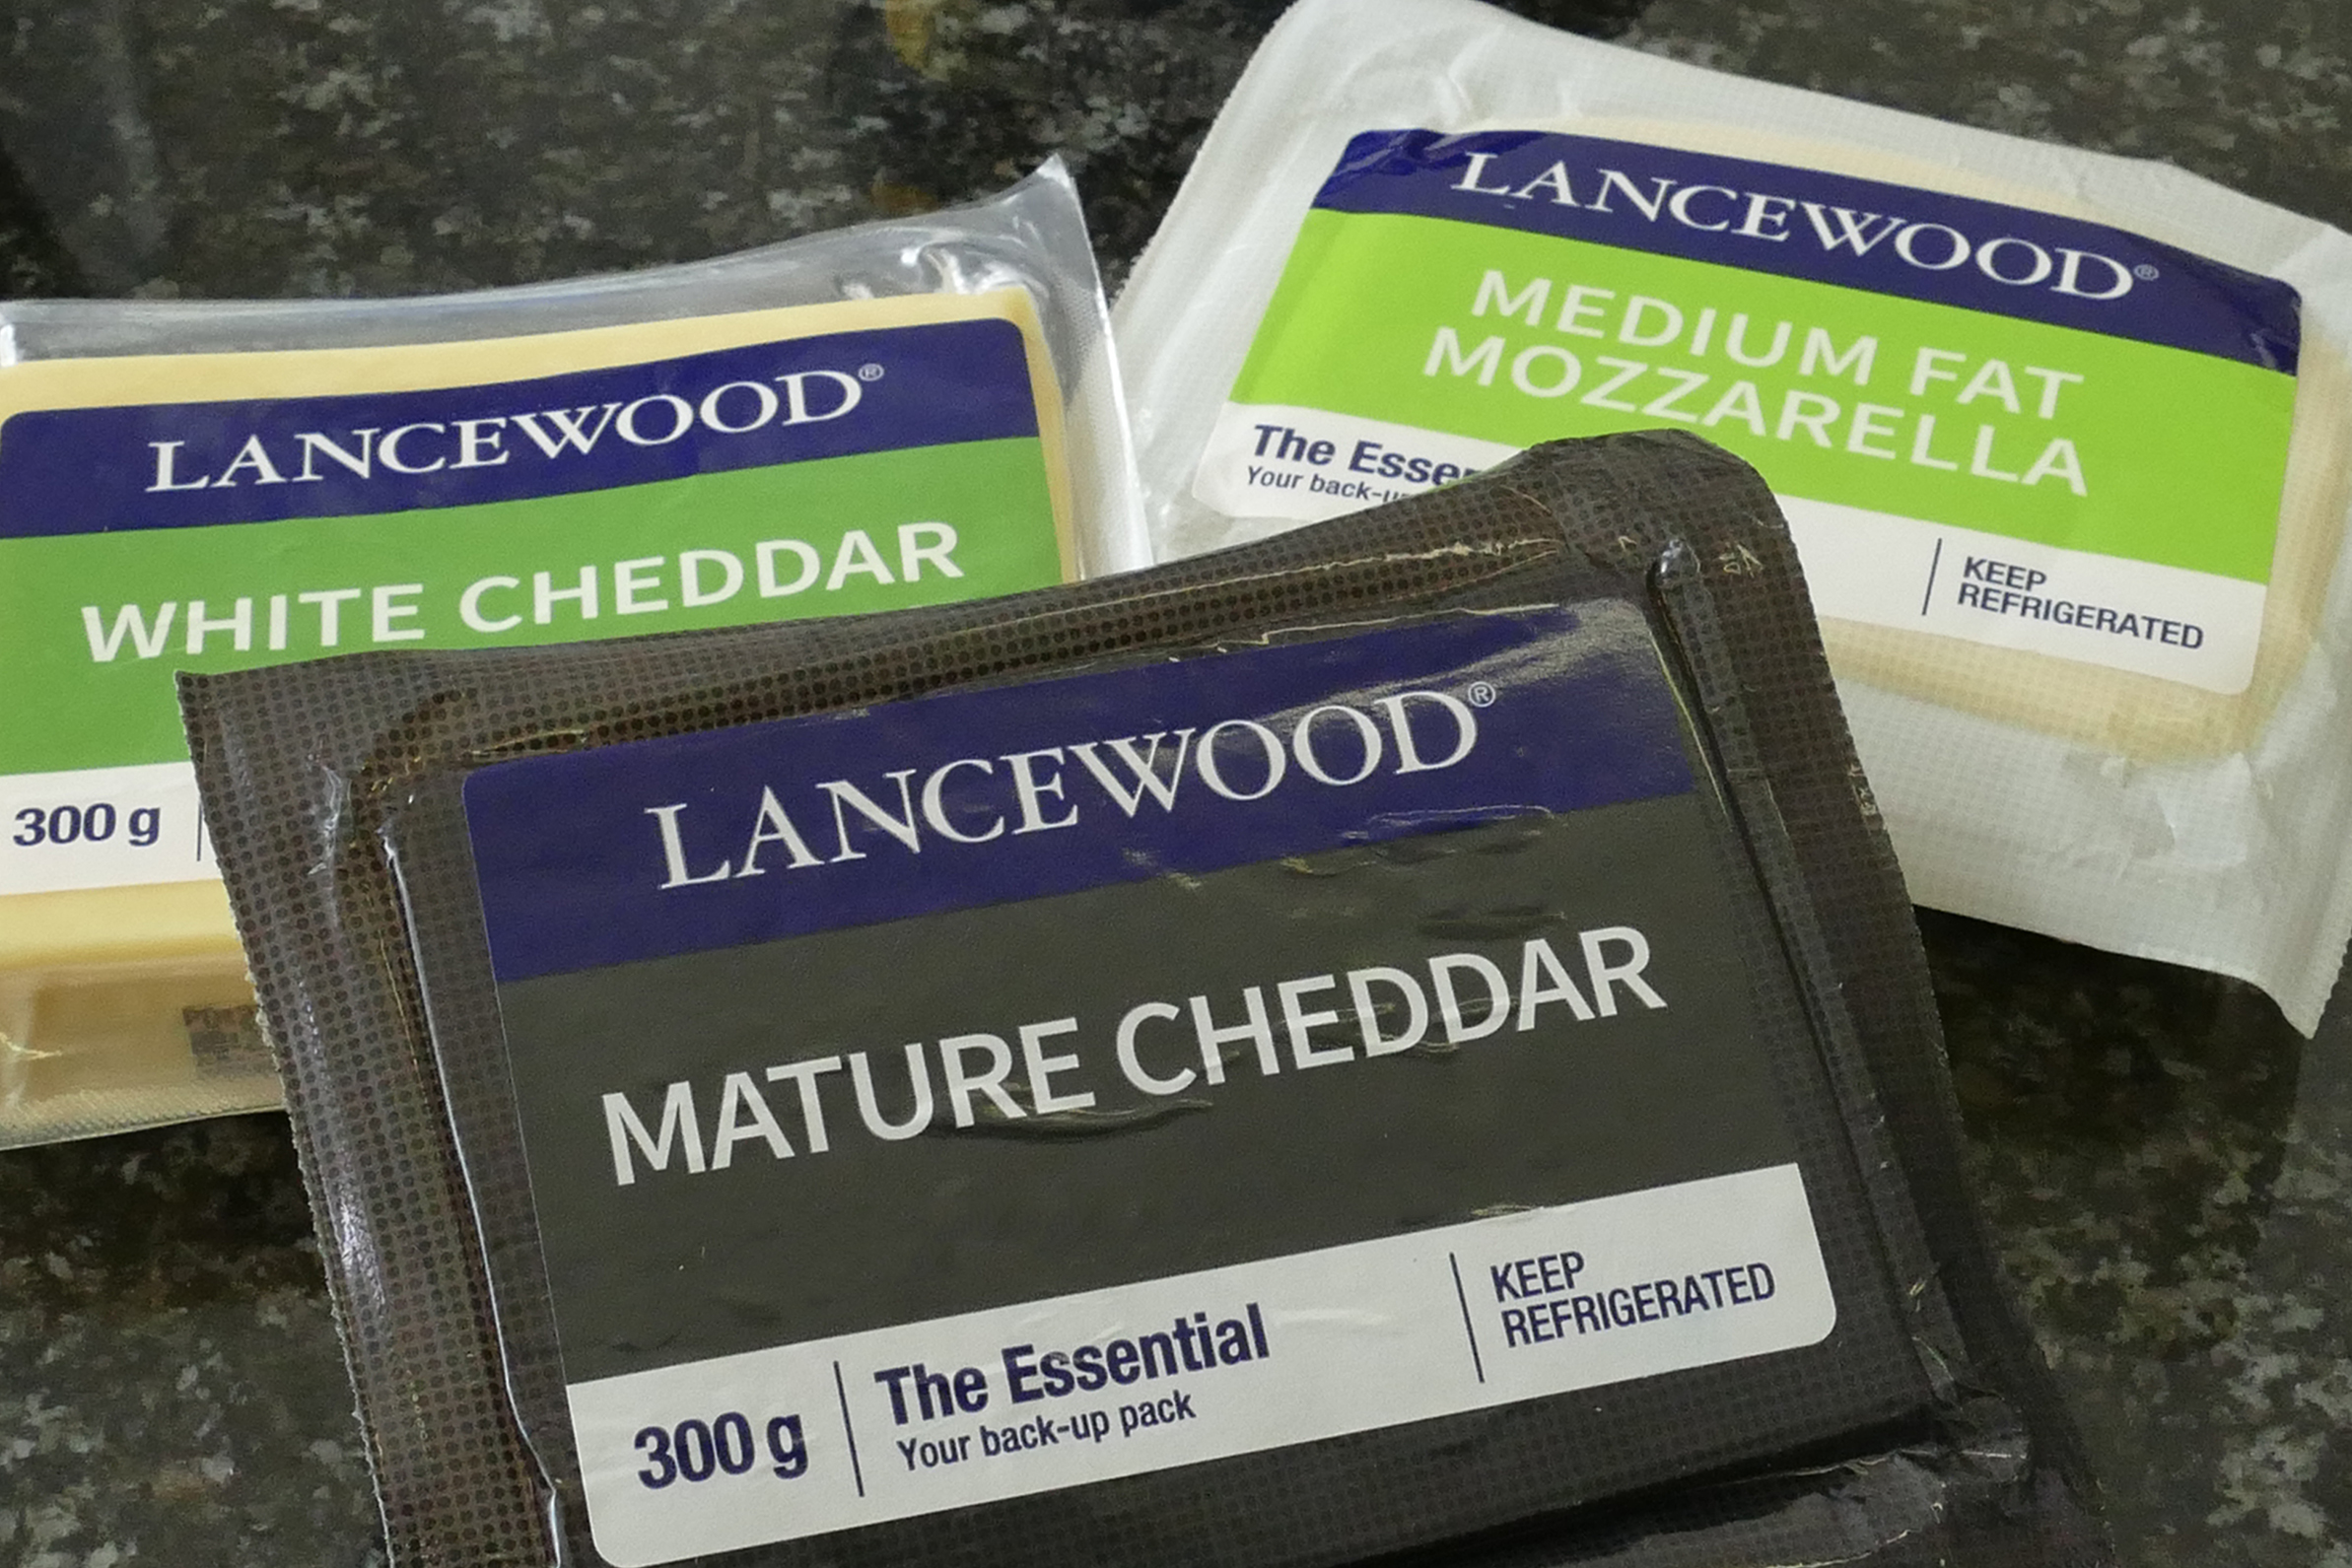 LANCEWOOD®
WHITE CHEDDAR
300 g
LANCEWOOD®
MEDIUM FAT
MOZZARELLA
The
Your
KEEP
REFRIGERATED
LANCEWOOD®
MATURE CHEDDAR
300 g
The Essential
Your back-up pack
KEEP
REFRIGERATED